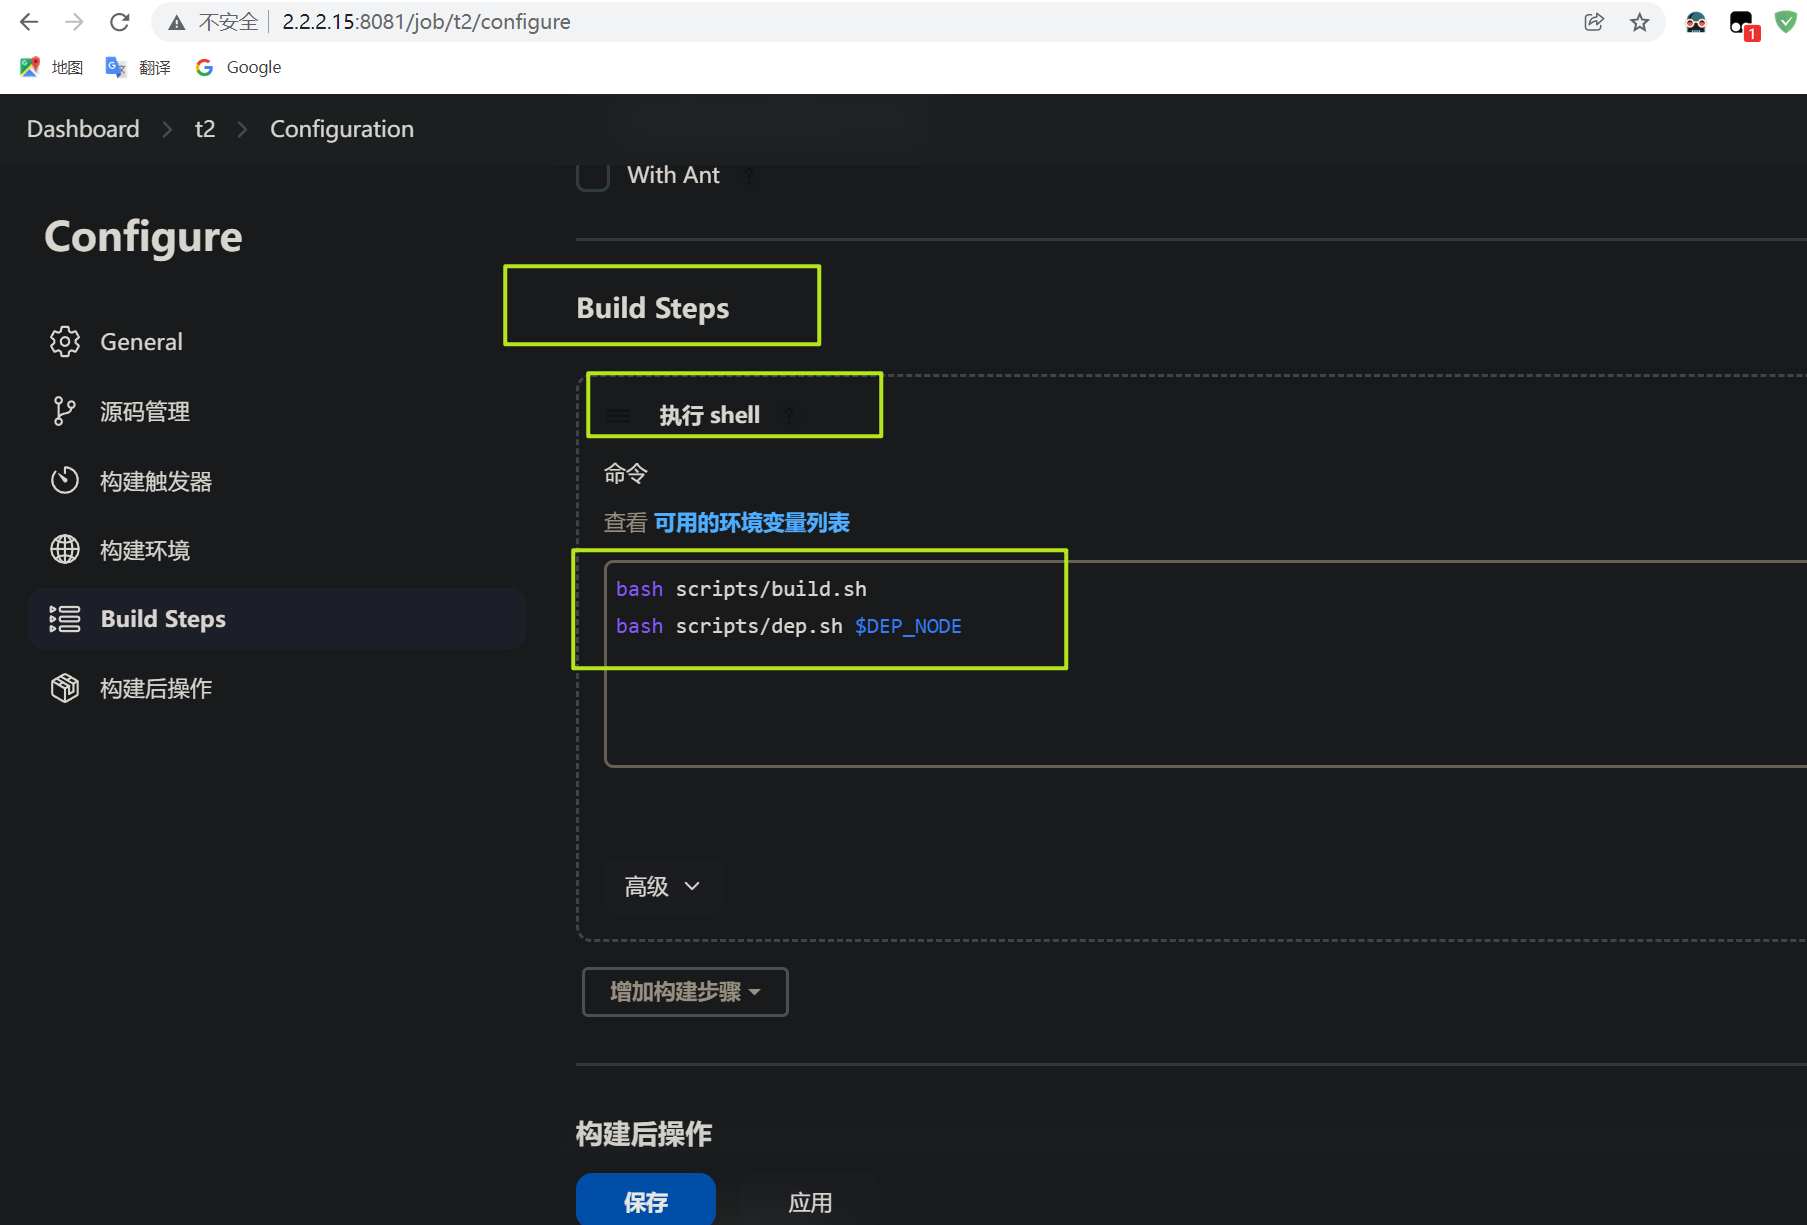 不安全 2.2.2.15:8081/job/t2/configure
1
地图 翻译 Google
Dashboard t2 Configuration
With Ant ?
Configure
General
源码管理
构建触发器
构建环境
Build Steps
构建后操作
Build Steps
执行 shell ?
命令
查看 可用的环境变量列表
bash scripts/build.sh
bash scripts/dep.sh $DEP_NODE
高级
增加构建步骤
构建后操作
保存 应用